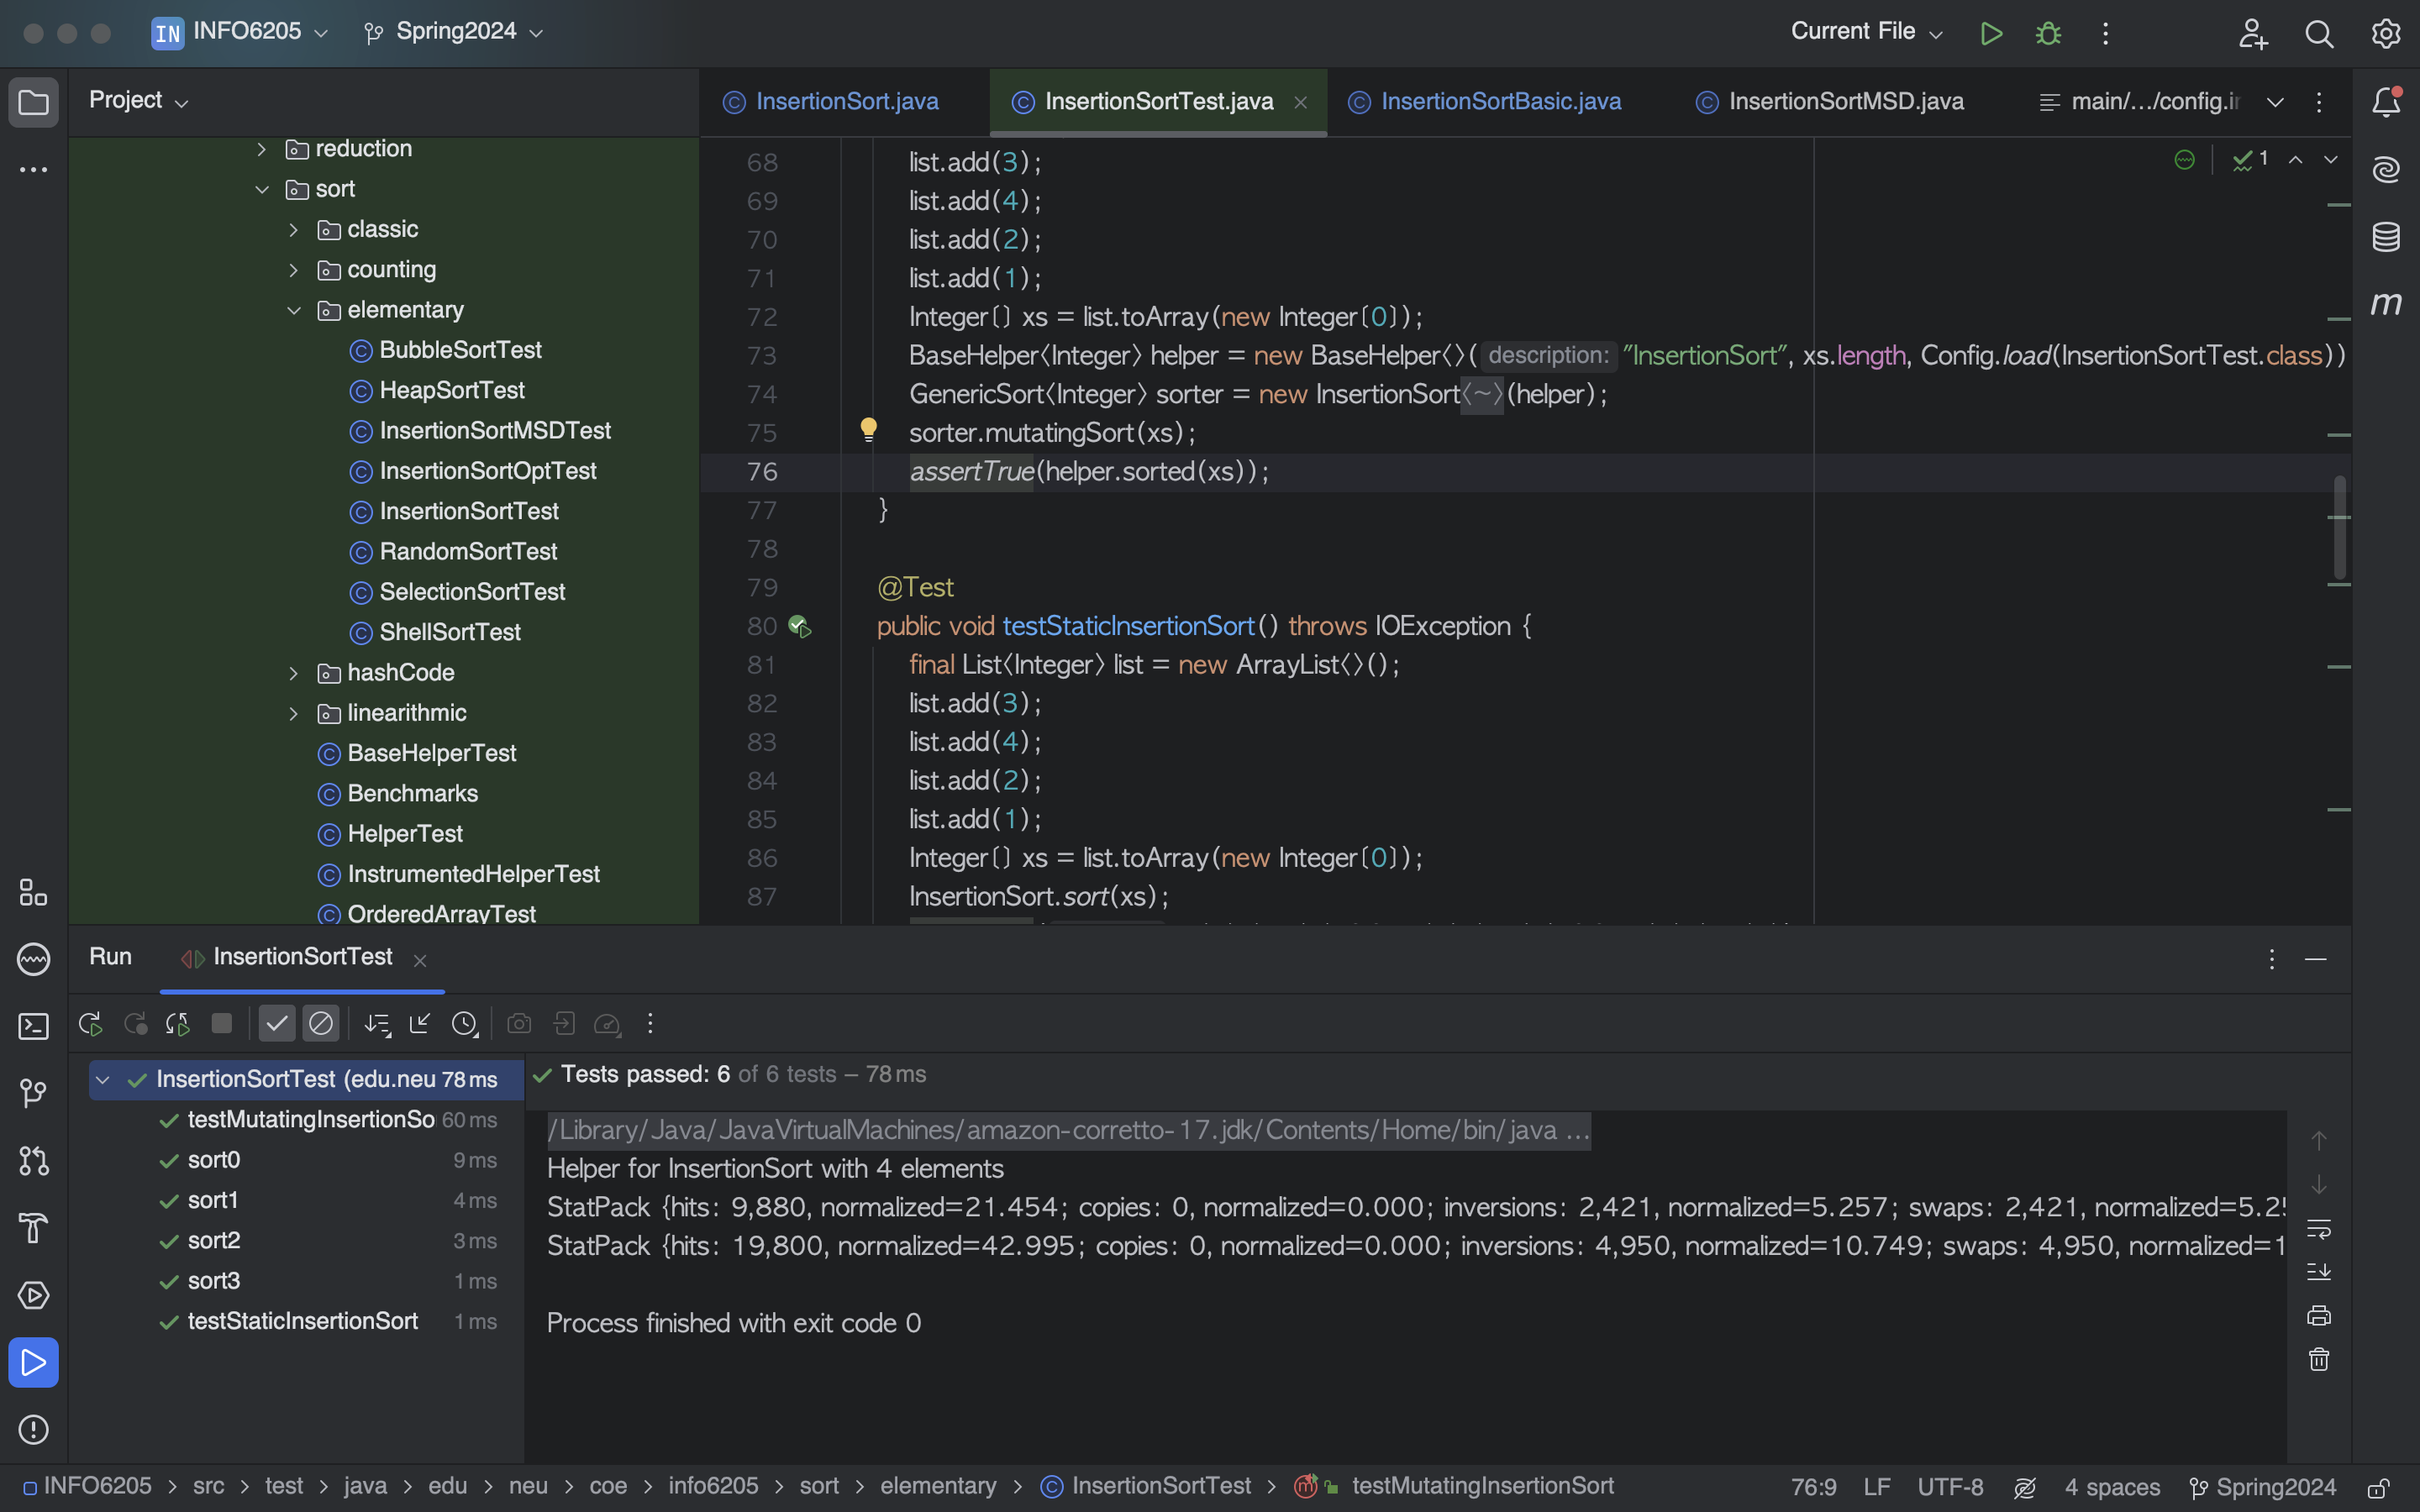 IN INFO6205 Spring2024 Current File
Project
InsertionSort.java InsertionSortTest.java InsertionSortBasic.java InsertionSortMSD.java main/.../config.in
reduction
sort
classic
counting
elementary
BubbleSortTest
HeapSortTest
InsertionSortMSDTest
InsertionSortOptTest
InsertionSortTest
RandomSortTest
SelectionSortTest
ShellSortTest
hashCode
linearithmic
BaseHelperTest
Benchmarks
HelperTest
InstrumentedHelperTest
OrderedArrayTest
1
68 list.add(3);
69 list.add(4);
70 list.add(2);
71 list.add(1);
72 Integer[] xs = list.toArray(new Integer[0]);
73 BaseHelper<Integer> helper = new BaseHelper<>( description: "InsertionSort", xs.length, Config.load(InsertionSortTest.class))
74 GenericSort<Integer> sorter = new InsertionSort<~>(helper);
75 sorter.mutatingSort(xs);
76 assertTrue(helper.sorted(xs));
77 }
78
79 @Test
80 public void testStaticInsertionSort() throws IOException {
81 final List<Integer> list = new ArrayList<>();
82 list.add(3);
83 list.add(4);
84 list.add(2);
85 list.add(1);
86 Integer[] xs = list.toArray(new Integer[0]);
87 InsertionSort.sort(xs);
Run InsertionSortTest
InsertionSortTest (edu.neu 78 ms
testMutatingInsertionSo 60 ms
sort0 9 ms
sort1 4 ms
sort2 3 ms
sort3 1 ms
testStaticInsertionSort 1 ms
Tests passed: 6 of 6 tests – 78 ms
/Library/Java/JavaVirtualMachines/amazon-corretto-17.jdk/Contents/Home/bin/java ...
Helper for InsertionSort with 4 elements
StatPack {hits: 9,880, normalized=21.454; copies: 0, normalized=0.000; inversions: 2,421, normalized=5.257; swaps: 2,421, normalized=5.25
StatPack {hits: 19,800, normalized=42.995; copies: 0, normalized=0.000; inversions: 4,950, normalized=10.749; swaps: 4,950, normalized=1
Process finished with exit code 0
INFO6205 > src > test > java > edu > neu > coe > info6205 > sort > elementary > InsertionSortTest > testMutatingInsertionSort 76:9 LF UTF-8 4 spaces Spring2024